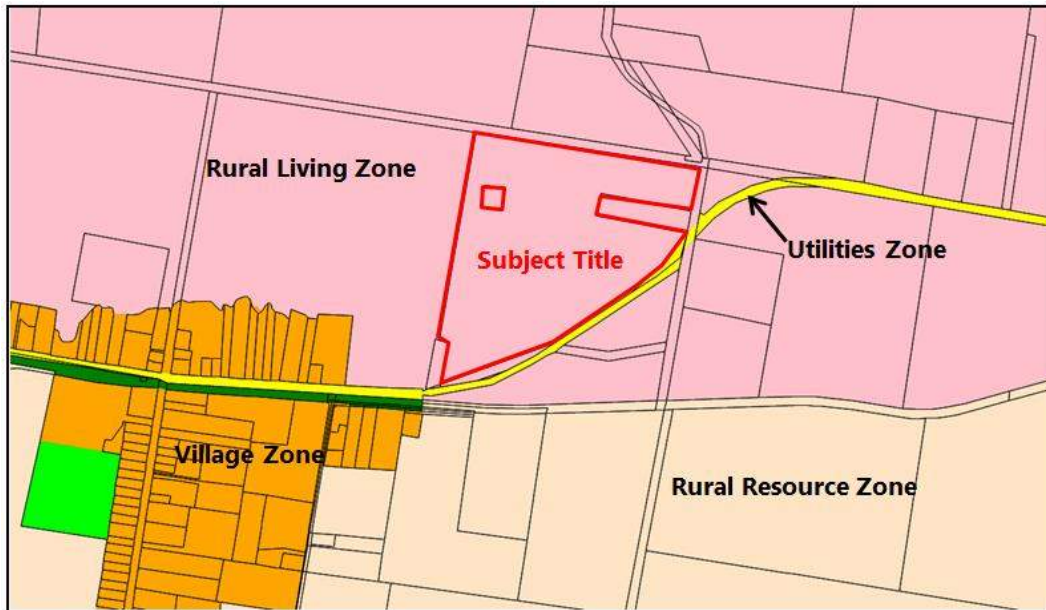 Rural Living Zone
Subject Title
Utilities Zone
Village Zone
Rural Resource Zone